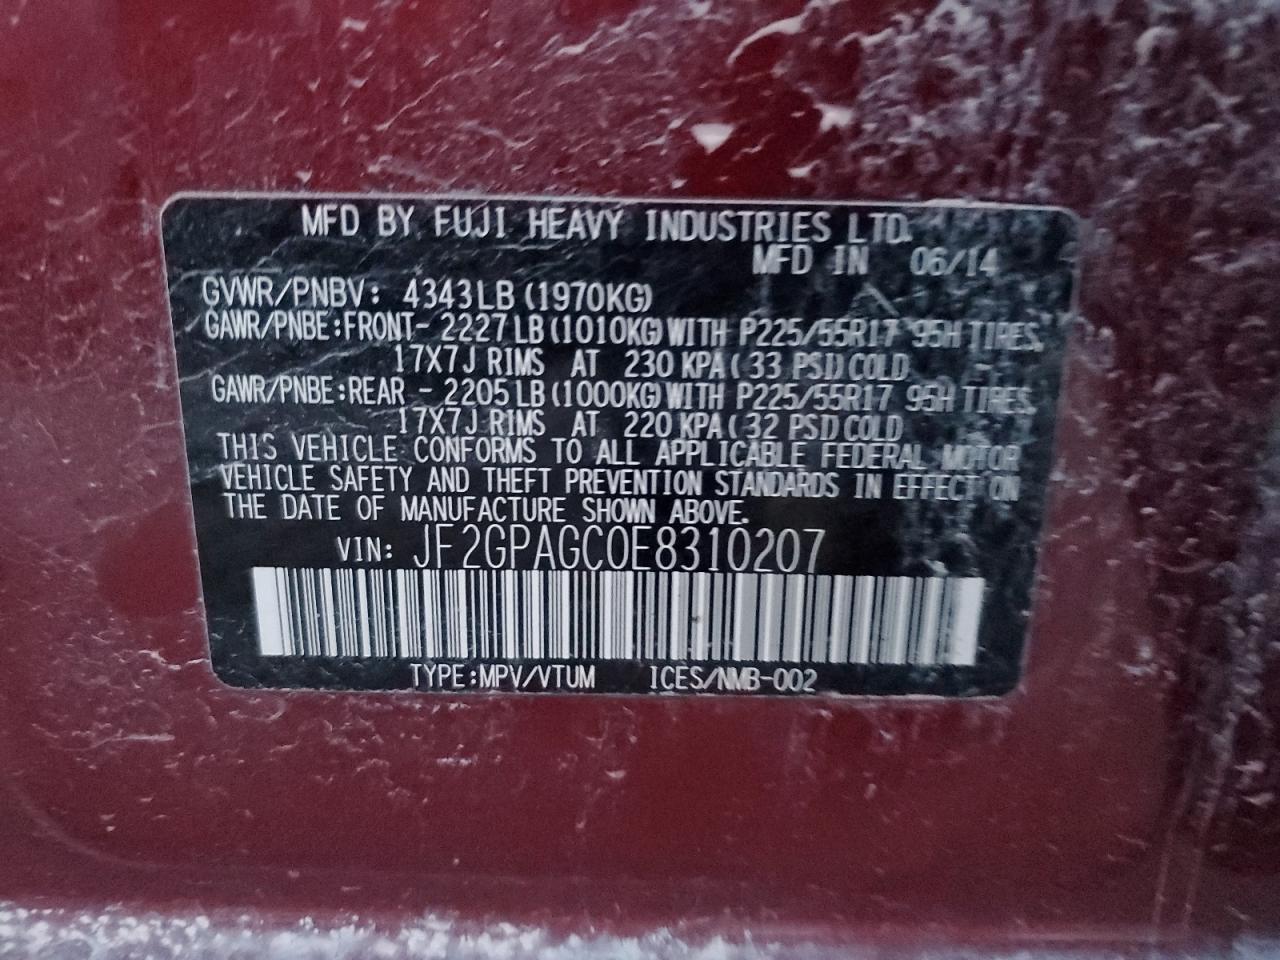 MFD BY FUJI HEAVY INDUSTRIES LTD.
MFD IN 06/14
GVWR/PNBV: 4343LB (1970KG)
GAWR/PNBE:FRONT- 2227LB (1010KG) WITH P225/55R17 95H TIRES,
17X7J RIMS AT 230 KPA ( 33 PSI) COLD
GAWR/PNBE:REAR - 2205LB (1000KG) WITH P225/55R17 95H TIRES,
17X7J RIMS AT 220 KPA ( 32 PSI) COLD
THIS VEHICLE CONFORMS TO ALL APPLICABLE FEDERAL MOTOR
VEHICLE SAFETY AND THEFT PREVENTION STANDARDS IN EFFECT ON
THE DATE OF MANUFACTURE SHOWN ABOVE.
VIN: JF2GPAGC0E8310207
TYPE:MPV/VTUM ICES/NMB-002